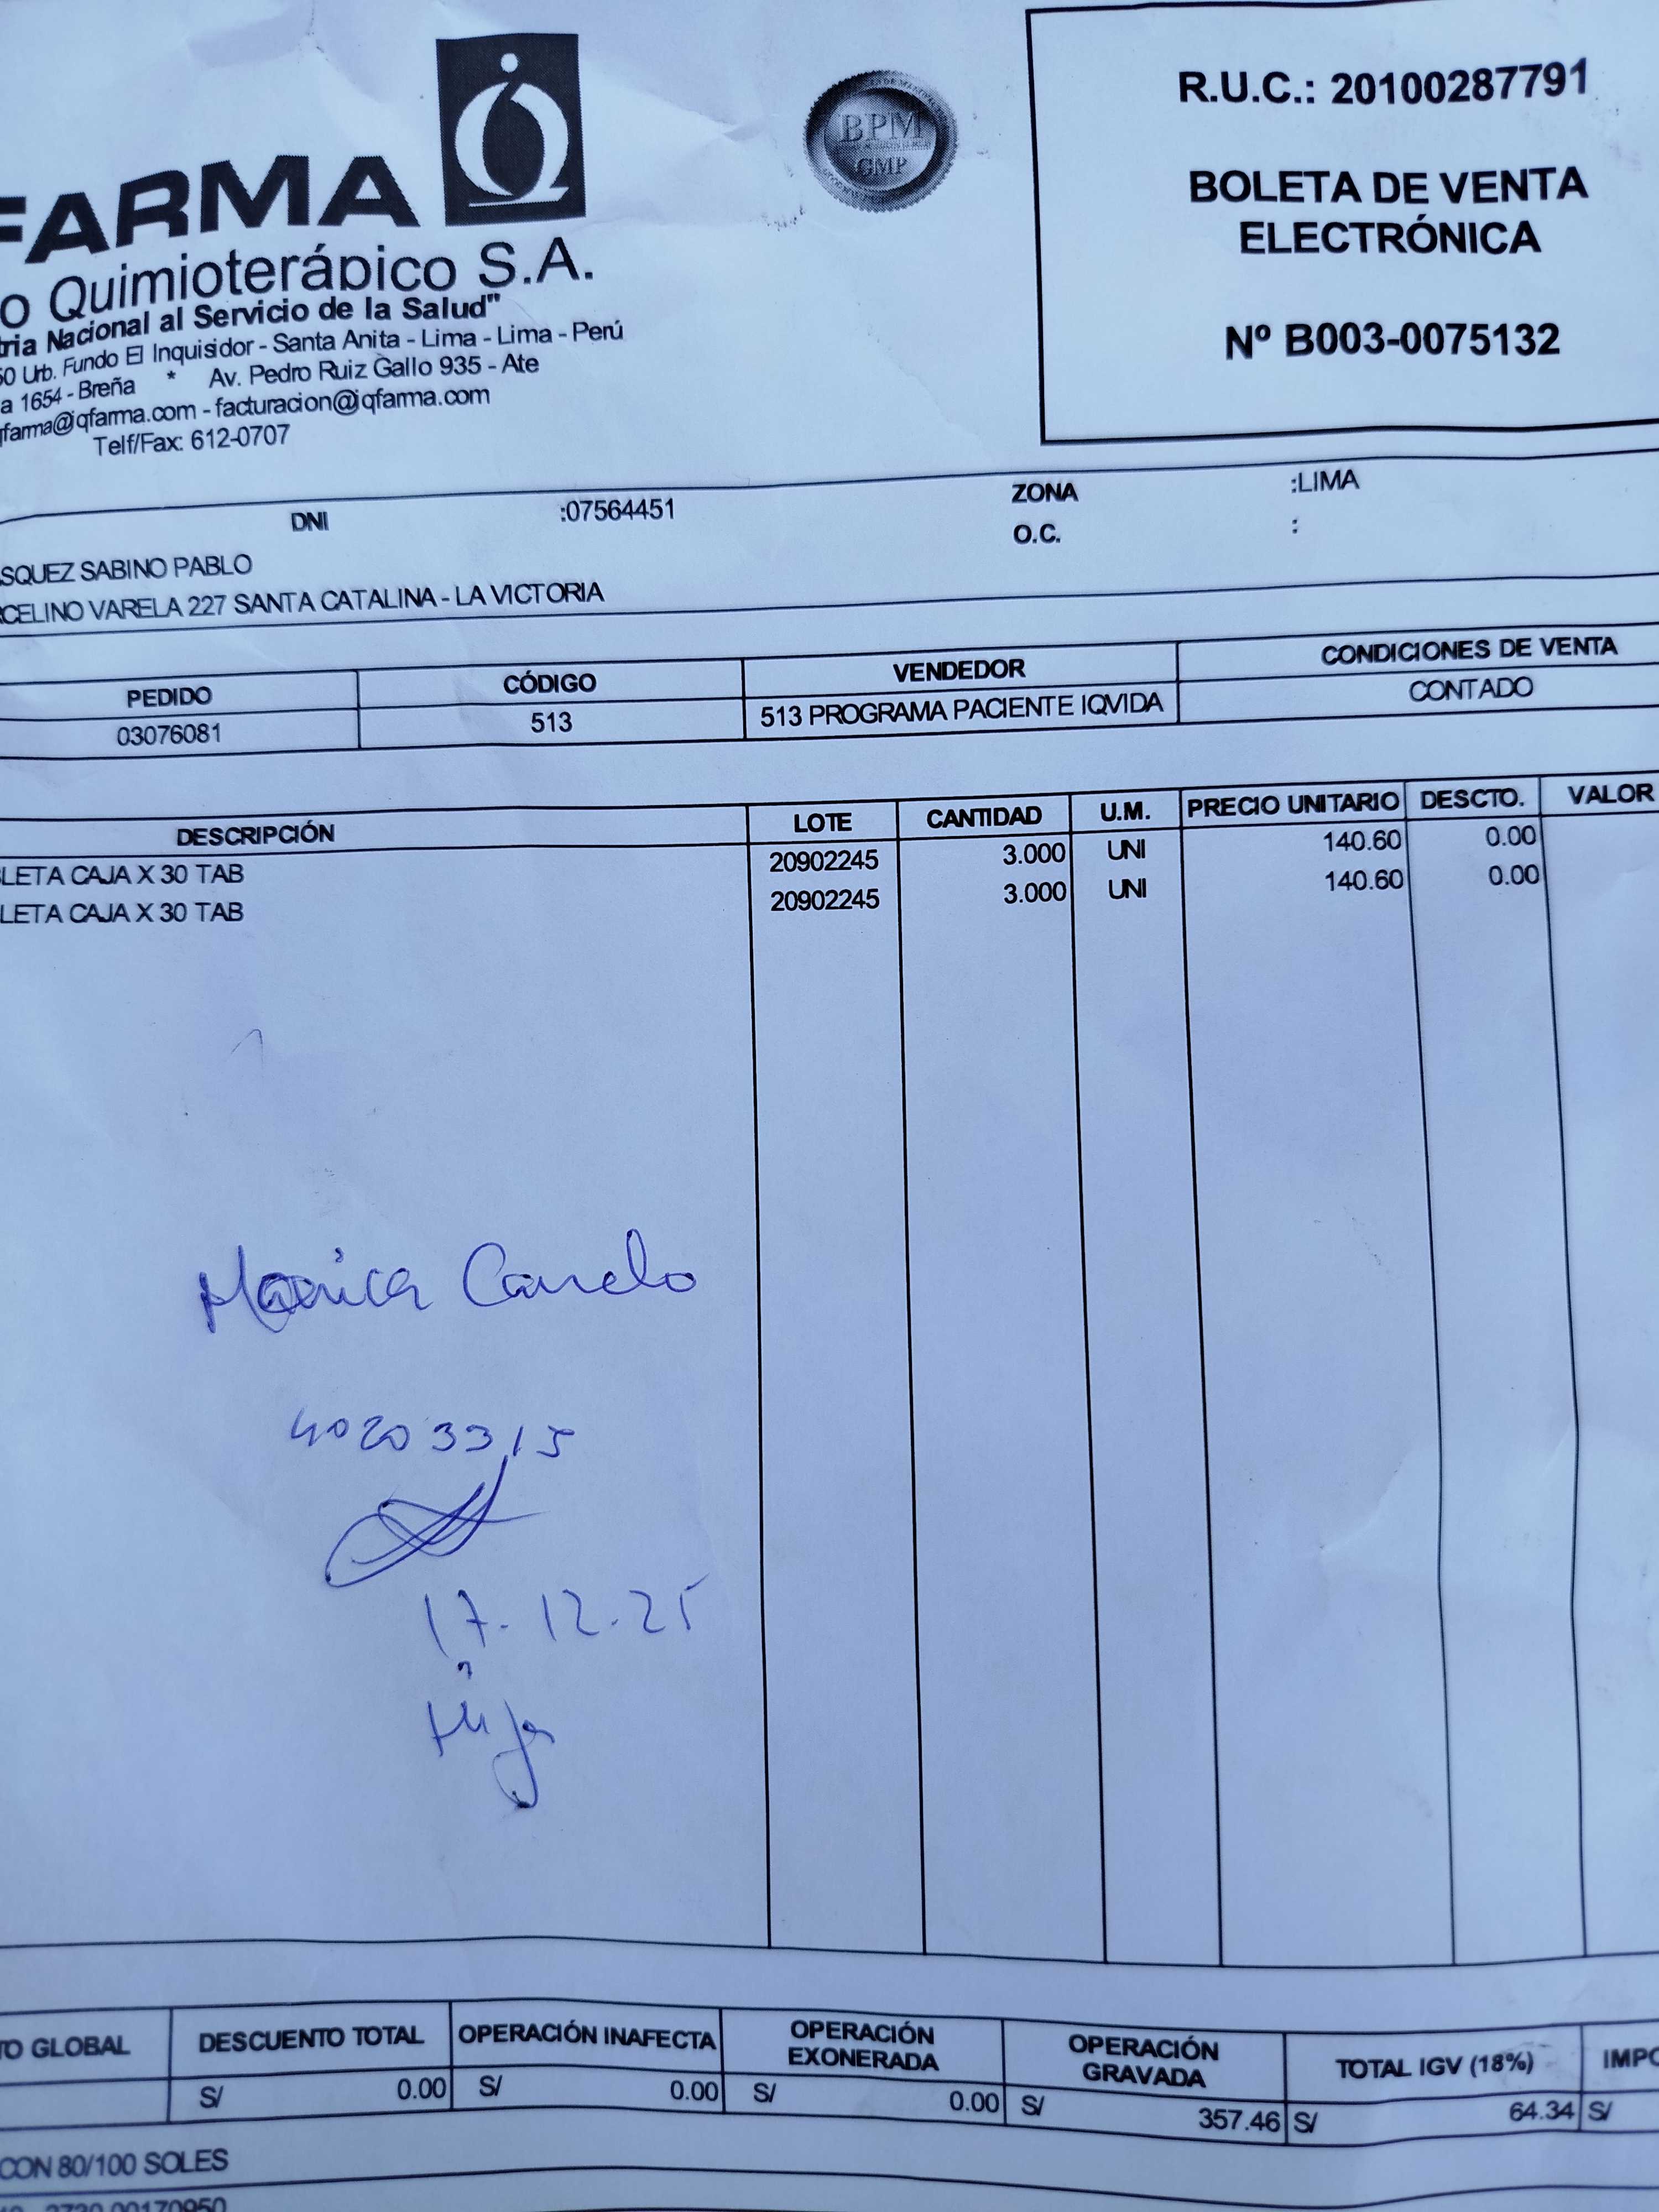 FARMA
o Quimioterápico S.A.
tria Nacional al Servicio de la Salud"
50 Urb. Fundo El Inquisidor - Santa Anita - Lima - Lima - Perú
a 1654 - Breña * Av. Pedro Ruiz Gallo 935 - Ate
qfarma@iqfarma.com - facturacion@iqfarma.com
Telf/Fax: 612-0707
BPM
GMP
R.U.C.: 20100287791
BOLETA DE VENTA
ELECTRÓNICA
Nº B003-0075132
DNI :07564451 ZONA :LIMA
O.C. :
SQUEZ SABINO PABLO
CELINO VARELA 227 SANTA CATALINA - LA VICTORIA
PEDIDO CÓDIGO VENDEDOR CONDICIONES DE VENTA
03076081 513 513 PROGRAMA PACIENTE IQVIDA CONTADO
DESCRIPCIÓN LOTE CANTIDAD U.M. PRECIO UNITARIO DESCTO. VALOR
LETA CAJA X 30 TAB 20902245 3.000 UNI 140.60 0.00
LETA CAJA X 30 TAB 20902245 3.000 UNI 140.60 0.00
Monica Canelo
40203315
17-12-25
Hija
TO GLOBAL DESCUENTO TOTAL OPERACIÓN INAFECTA OPERACIÓN EXONERADA OPERACIÓN GRAVADA TOTAL IGV (18%) IMPO
S/ 0.00 S/ 0.00 S/ 0.00 S/ 357.46 S/ 64.34 S/
CON 80/100 SOLES